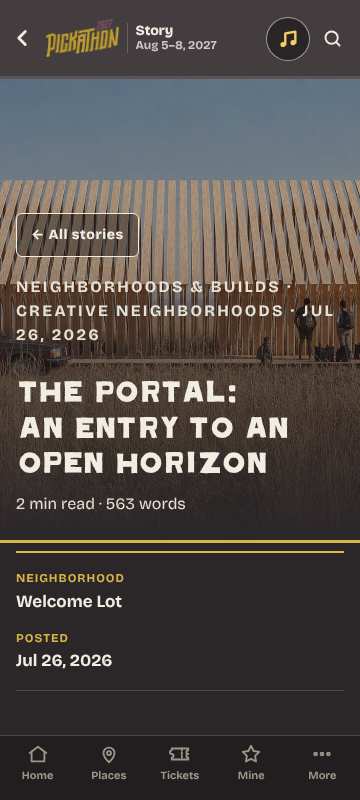 PICKATHON
Story
Aug 5–8, 2027
← All stories
NEIGHBORHOODS & BUILDS ·
CREATIVE NEIGHBORHOODS · JUL
26, 2026
THE PORTAL:
AN ENTRY TO AN
OPEN HORIZON
2 min read · 563 words
NEIGHBORHOOD
Welcome Lot
POSTED
Jul 26, 2026
Home
Places
Tickets
Mine
More